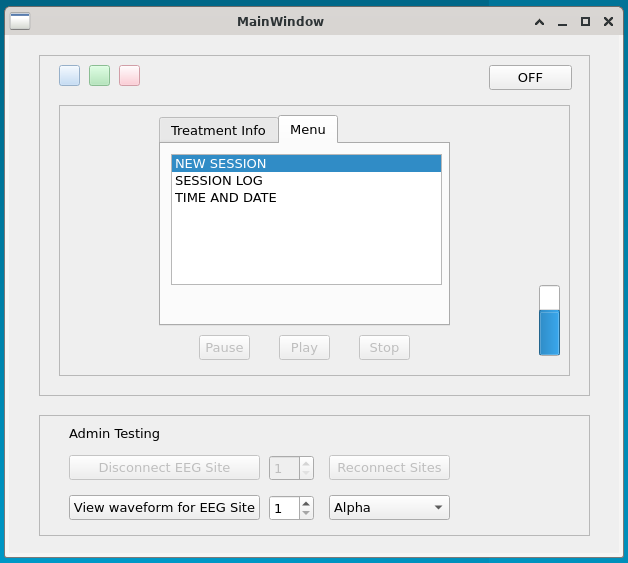 MainWindow
OFF
Treatment Info
Menu
NEW SESSION
SESSION LOG
TIME AND DATE
Pause
Play
Stop
Admin Testing
Disconnect EEG Site
1
Reconnect Sites
View waveform for EEG Site
1
Alpha